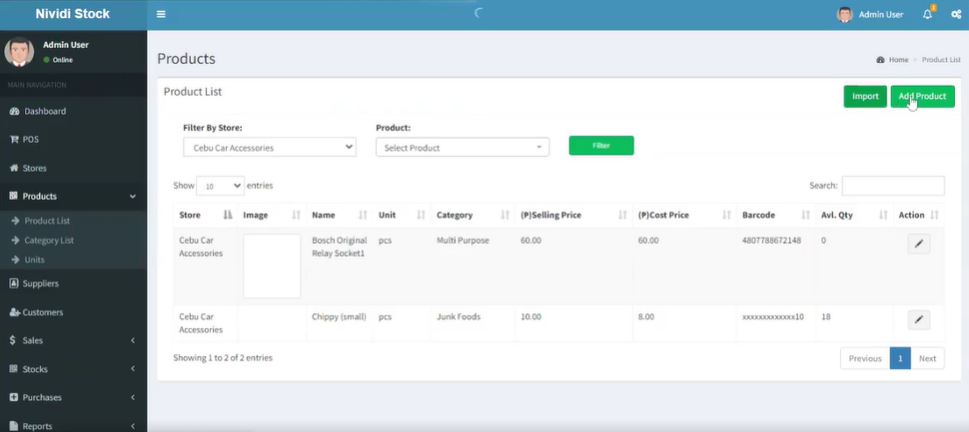 Nividi Stock
Admin User
Admin User
Online
MAIN NAVIGATION
Dashboard
POS
Stores
Products
Product List
Category List
Units
Suppliers
Customers
Sales
Stocks
Purchases
Reports
Products
Home
Product List
Product List
Import
Add Product
Filter By Store:
Product:
Cebu Car Accessories
Select Product
Filter
Show 10 entries
Search:
Store Image Name Unit Category (₱)Selling Price (₱)Cost Price Barcode Avl. Qty Action
Cebu Car Bosch Original pcs Multi Purpose 60.00 60.00 4807788672148 0
Accessories Relay Socket1
Cebu Car Chippy (small) pcs Junk Foods 10.00 8.00 xxxxxxxxxxxxx10 18
Accessories
Showing 1 to 2 of 2 entries
Previous 1 Next